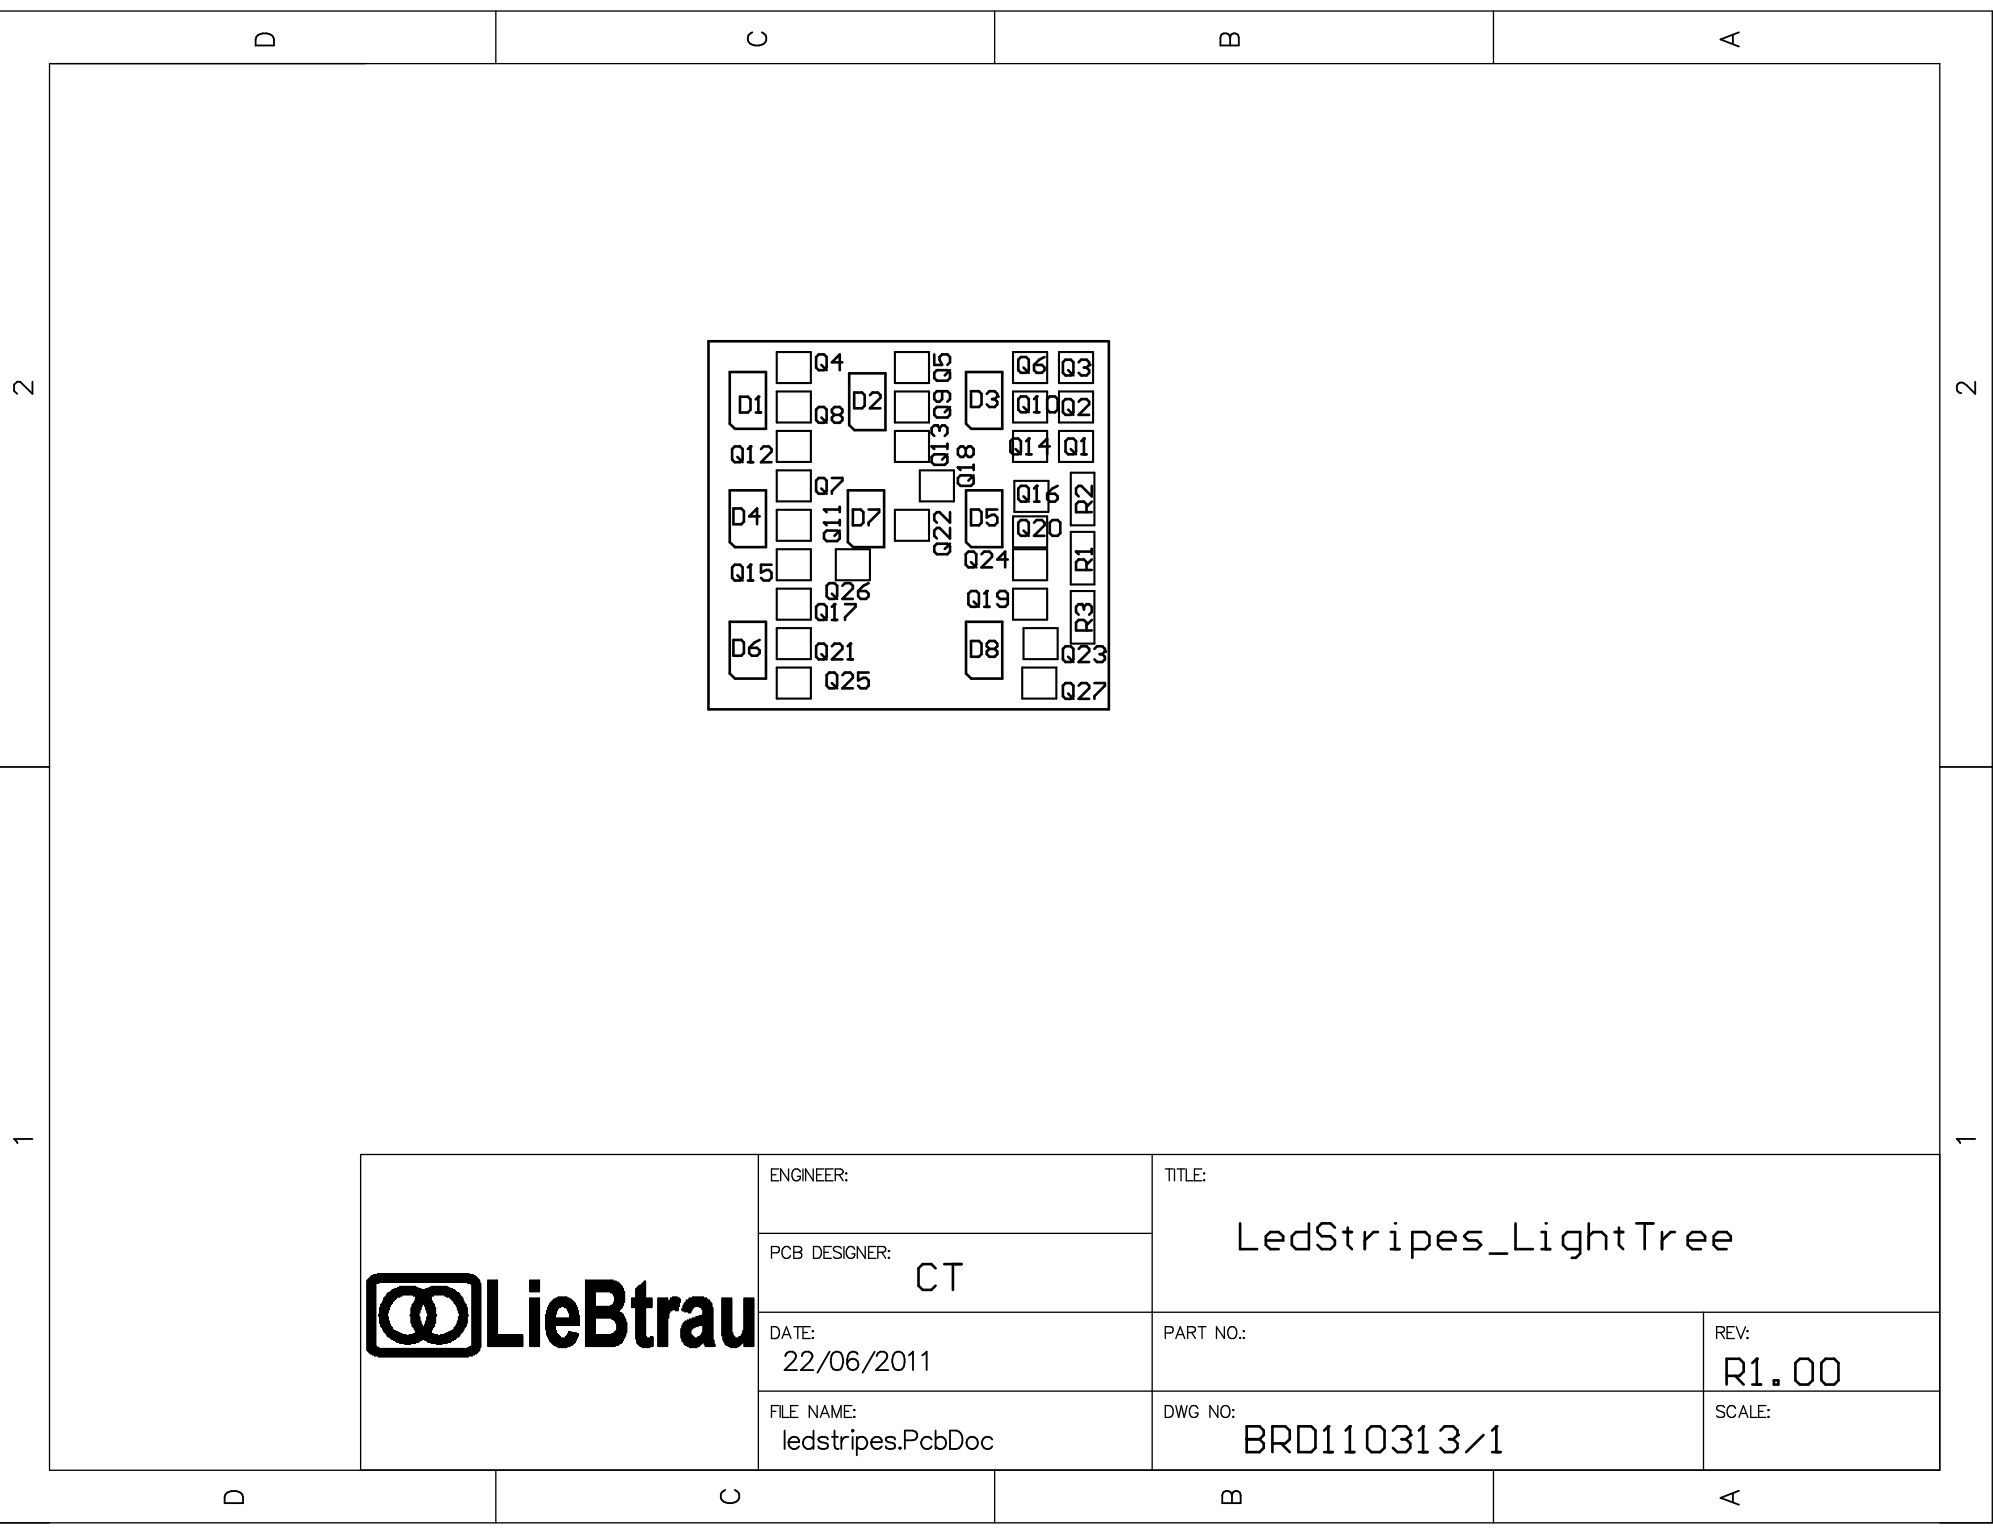 D C B A
2 2
Q4 Q5 Q6 Q3
D1 D2 D3
Q8 Q9 Q10 Q2
Q12 Q13 Q14 Q1
Q18
Q7 Q16 R2
D4 Q11 D7 Q22 D5 Q20
Q15 Q24 R1
Q26
Q17 Q19 R3
D6 Q21 D8 Q23
Q25 Q27
1 1
LieBtrau
ENGINEER:
PCB DESIGNER:
CT
DATE:
22/06/2011
FILE NAME:
ledstripes.PcbDoc
TITLE:
LedStripes_LightTree
PART NO.:
REV:
R1.00
DWG NO:
BRD110313/1
SCALE:
D C B A